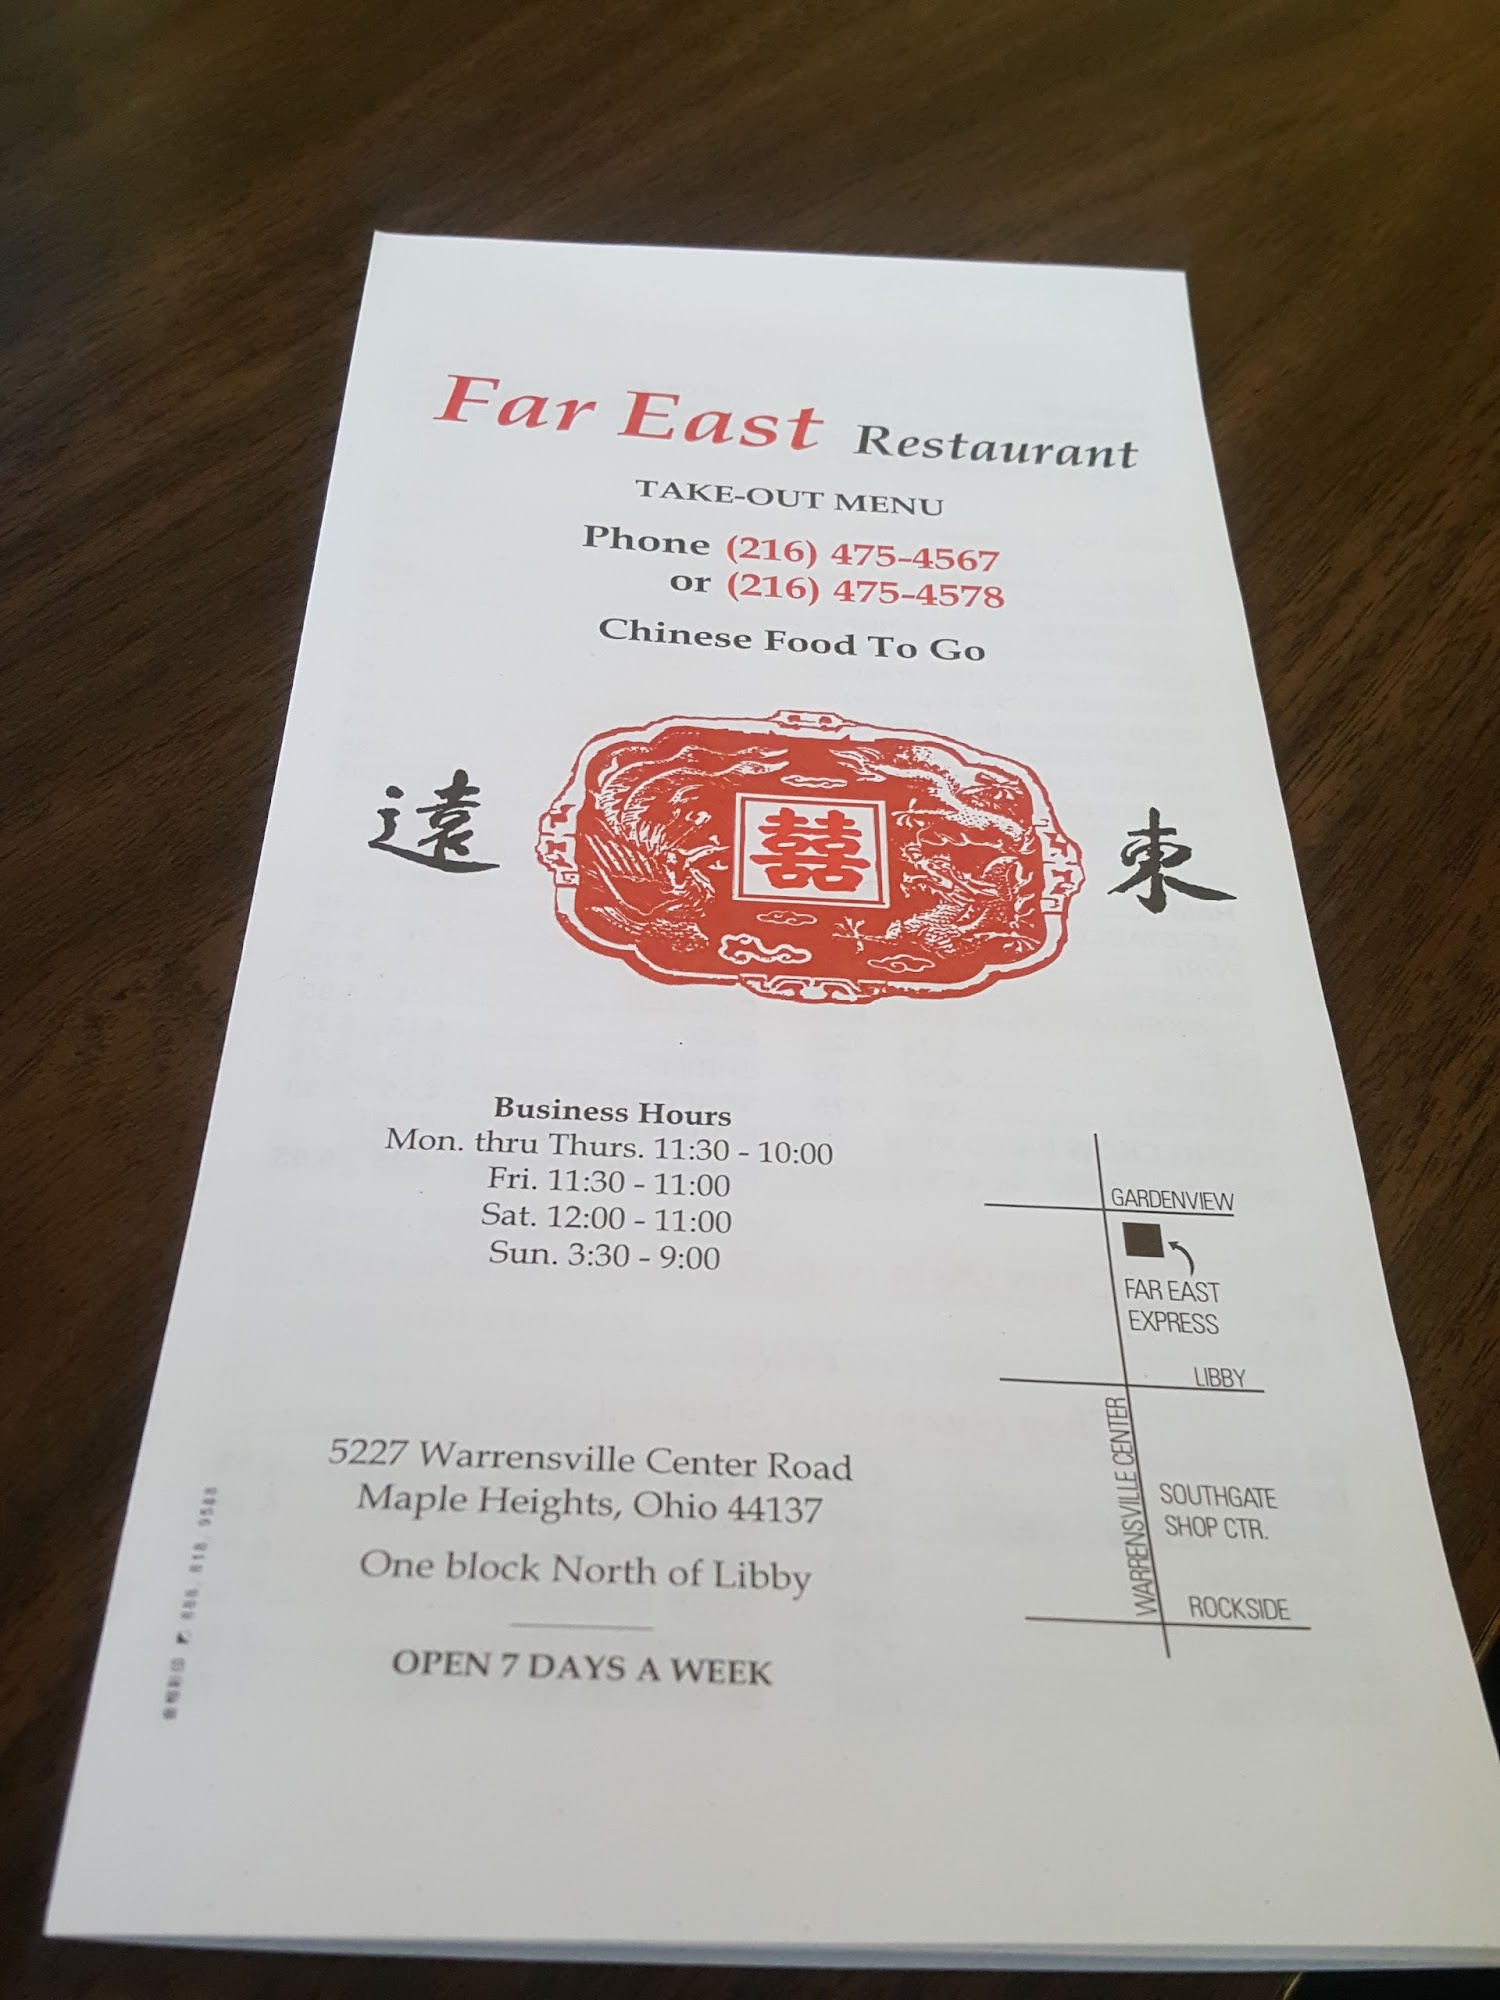 Far East Restaurant
TAKE-OUT MENU
Phone (216) 475-4567
or (216) 475-4578
Chinese Food To Go
遠
囍
東
Business Hours
Mon. thru Thurs. 11:30 - 10:00
Fri. 11:30 - 11:00
Sat. 12:00 - 11:00
Sun. 3:30 - 9:00
GARDENVIEW
FAR EAST
EXPRESS
LIBBY
WARRENSVILLE CENTER
SOUTHGATE
SHOP CTR.
ROCKSIDE
5227 Warrensville Center Road
Maple Heights, Ohio 44137
One block North of Libby
OPEN 7 DAYS A WEEK